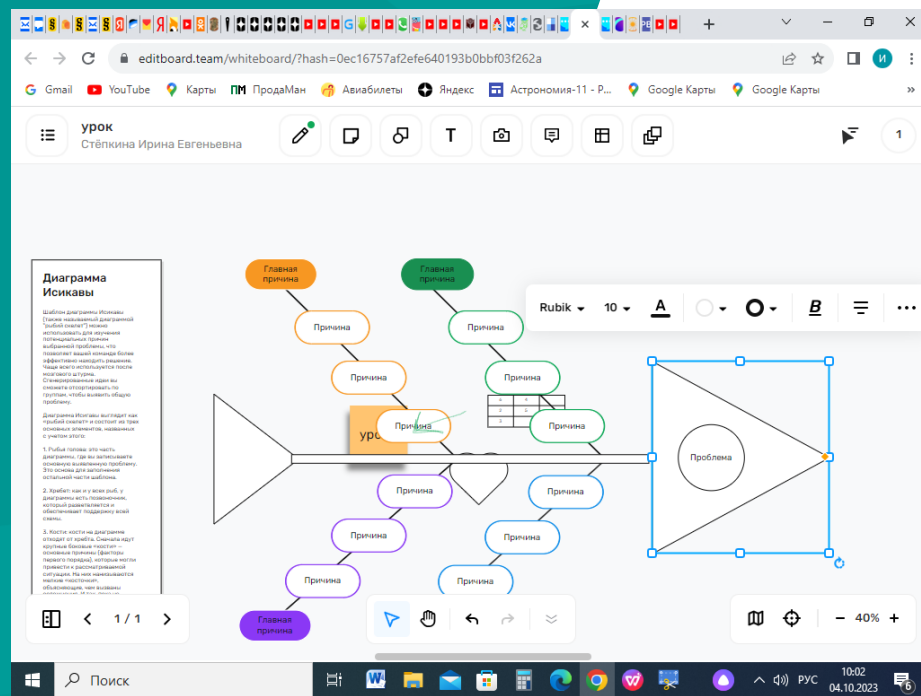 editboard.team/whiteboard/?hash=0ec16757af2efe640193b0bbf03f262a
Gmail YouTube Карты ПМ ПродаМан Авиабилеты Яндекс Астрономия-11 - Р... Google Карты Google Карты »
урок
Стёпкина Ирина Евгеньевна
T
1
Диаграмма
Исикавы
Шаблон диаграммы Исикавы
(также называемый диаграммой
"рыбий скелет") можно
использовать для изучения
потенциальных причин
выбранной проблемы, что
позволяет вашей команде более
эффективно находить решение.
Чаще всего используется после
мозгового штурма.
Сгенерированные идеи вы
сможете отсортировать по
группам, чтобы выявить общую
проблему.
Диаграмма Исикавы выглядит как
«рыбий скелет» и состоит из трех
основных элементов, названных
с учетом этого:
1. Рыбья голова: это часть
диаграммы, где вы записываете
основную выявленную проблему.
Это основа для заполнения
остальной части шаблона.
2. Хребет: как и у всех рыб, у
диаграммы есть позвоночник,
который разветвляется и
обеспечивает поддержку всей
схемы.
3. Кости: кости на диаграмме
отходят от хребта. Сначала идут
крупные боковые «кости» —
основные причины (факторы
первого порядка), которые могли
привести к рассматриваемой
ситуации. На них нанизываются
мелкие «косточки»,
объясняющие, чем вызваны
Главная
причина
Главная
причина
Rubik 10 A B
Причина
Причина
Причина
Причина
Причина
Причина
Проблема
Причина
Причина
Причина
Причина
Причина
Причина
Главная
причина
1 / 1
40%
Поиск
РУС
10:02
04.10.2023
6